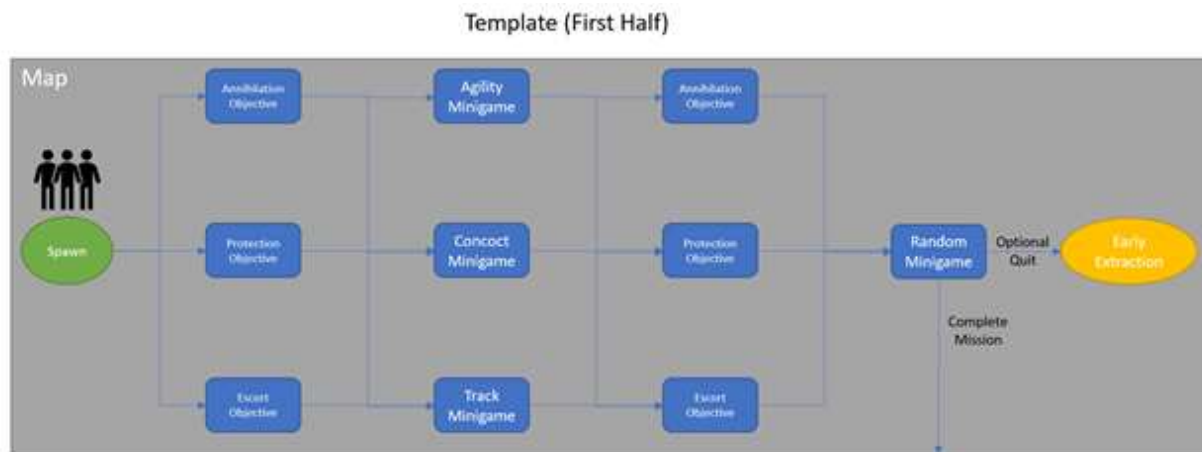 Template (First Half)
Map
Annihilation
Objective
Agility
Minigame
Annihilation
Objective
Spawn
Protection
Objective
Concoct
Minigame
Protection
Objective
Random
Minigame
Optional
Quit
Early
Extraction
Complete
Mission
Escort
Objective
Track
Minigame
Escort
Objective